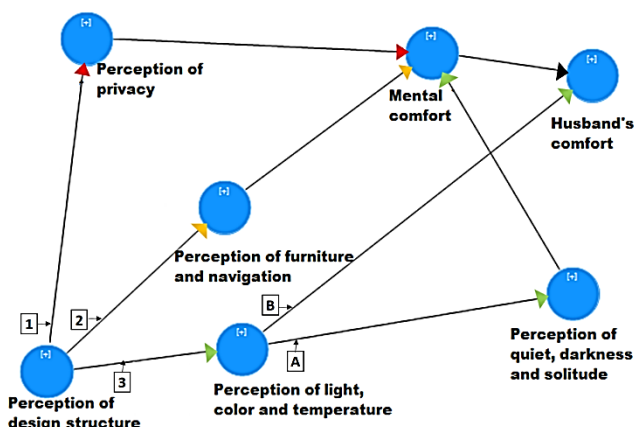 [+]
[+]
[+]
Perception of
privacy
Mental
comfort
Husband's
comfort
[+]
Perception of furniture
and navigation
[+]
B
2
1
[+]
[+]
A
3
Perception of
quiet, darkness
and solitude
Perception of light,
color and temperature
Perception of
design structure